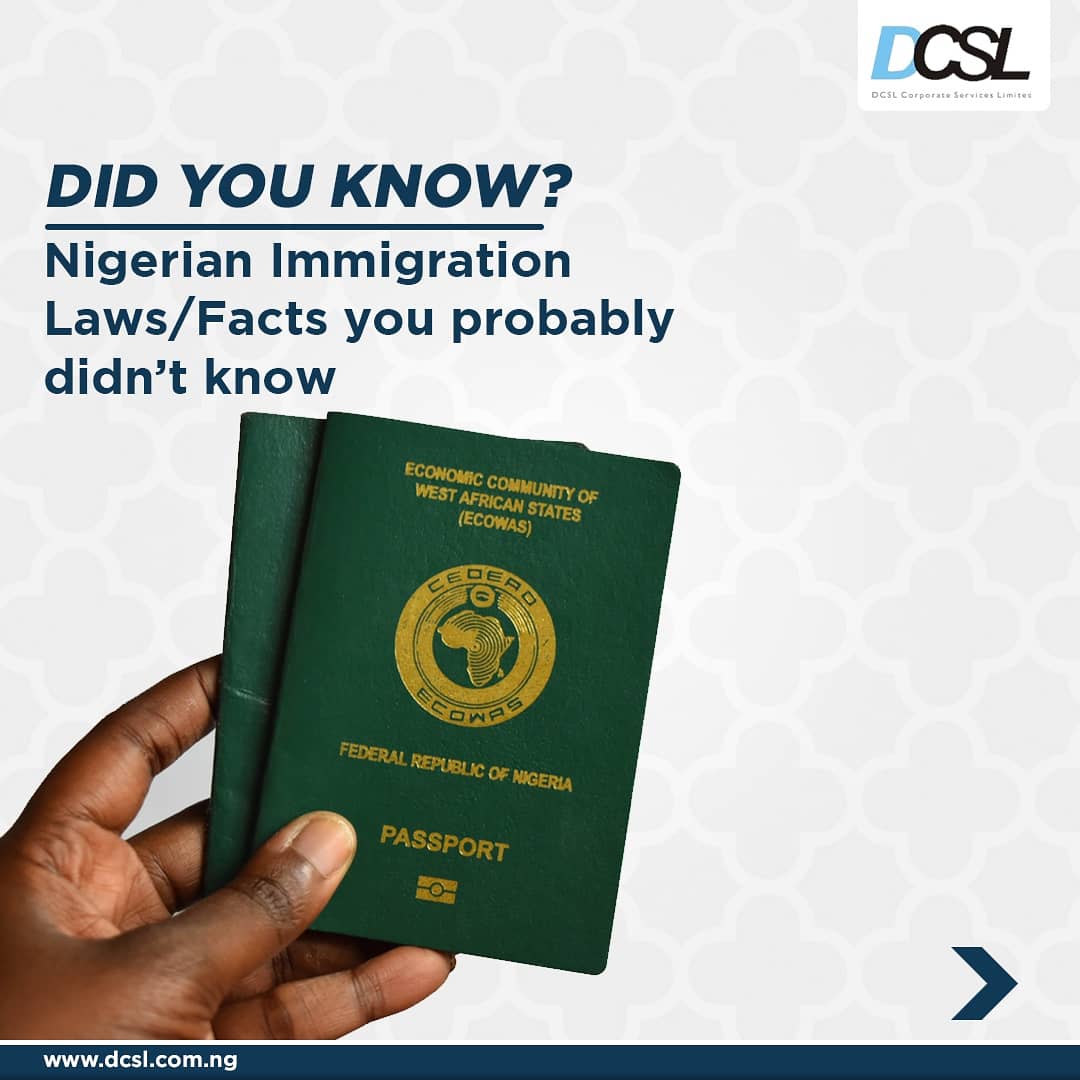 DCSL
DCSL Corporate Services Limites
DID YOU KNOW?
Nigerian Immigration
Laws/Facts you probably
didn't know
ECONOMIC COMMUNITY OF
WEST AFRICAN STATES
(ECOWAS)
CEDEAO
ECOWAS
FEDERAL REPUBLIC OF NIGERIA
PASSPORT
www.dcsl.com.ng